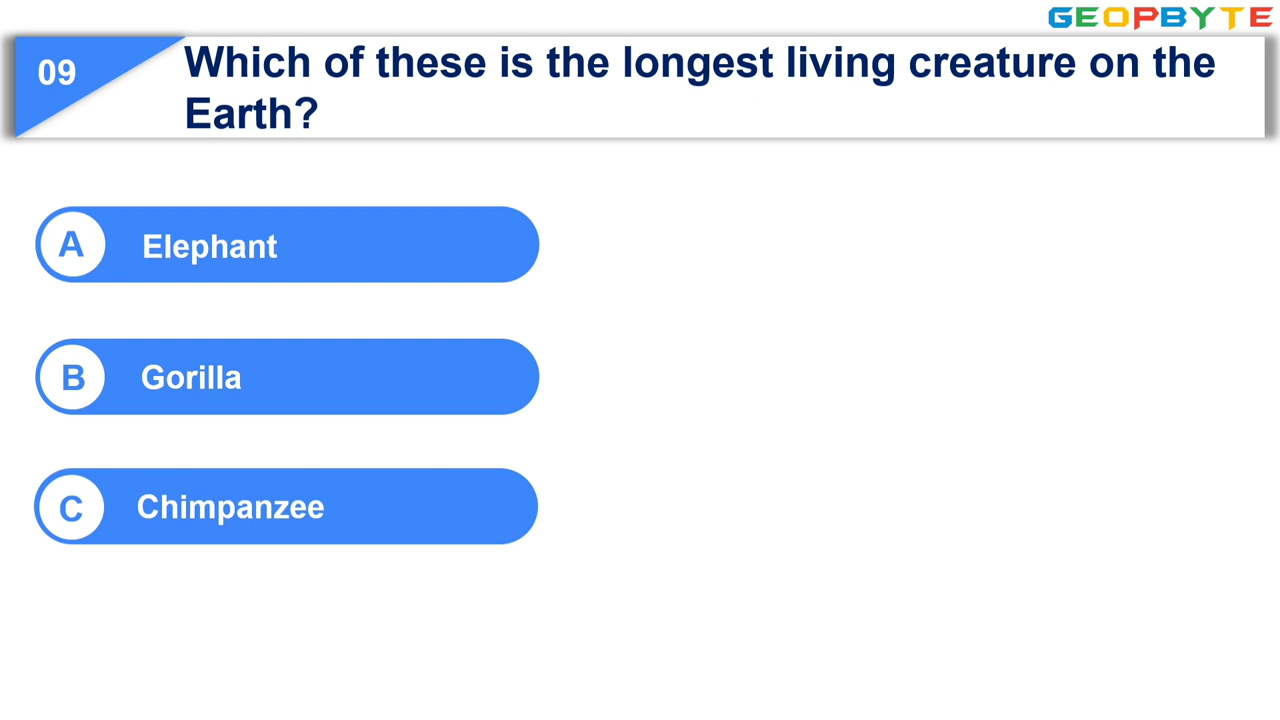 GEOPBYTE
09
Which of these is the longest living creature on the
Earth?
A
Elephant
B
Gorilla
C
Chimpanzee